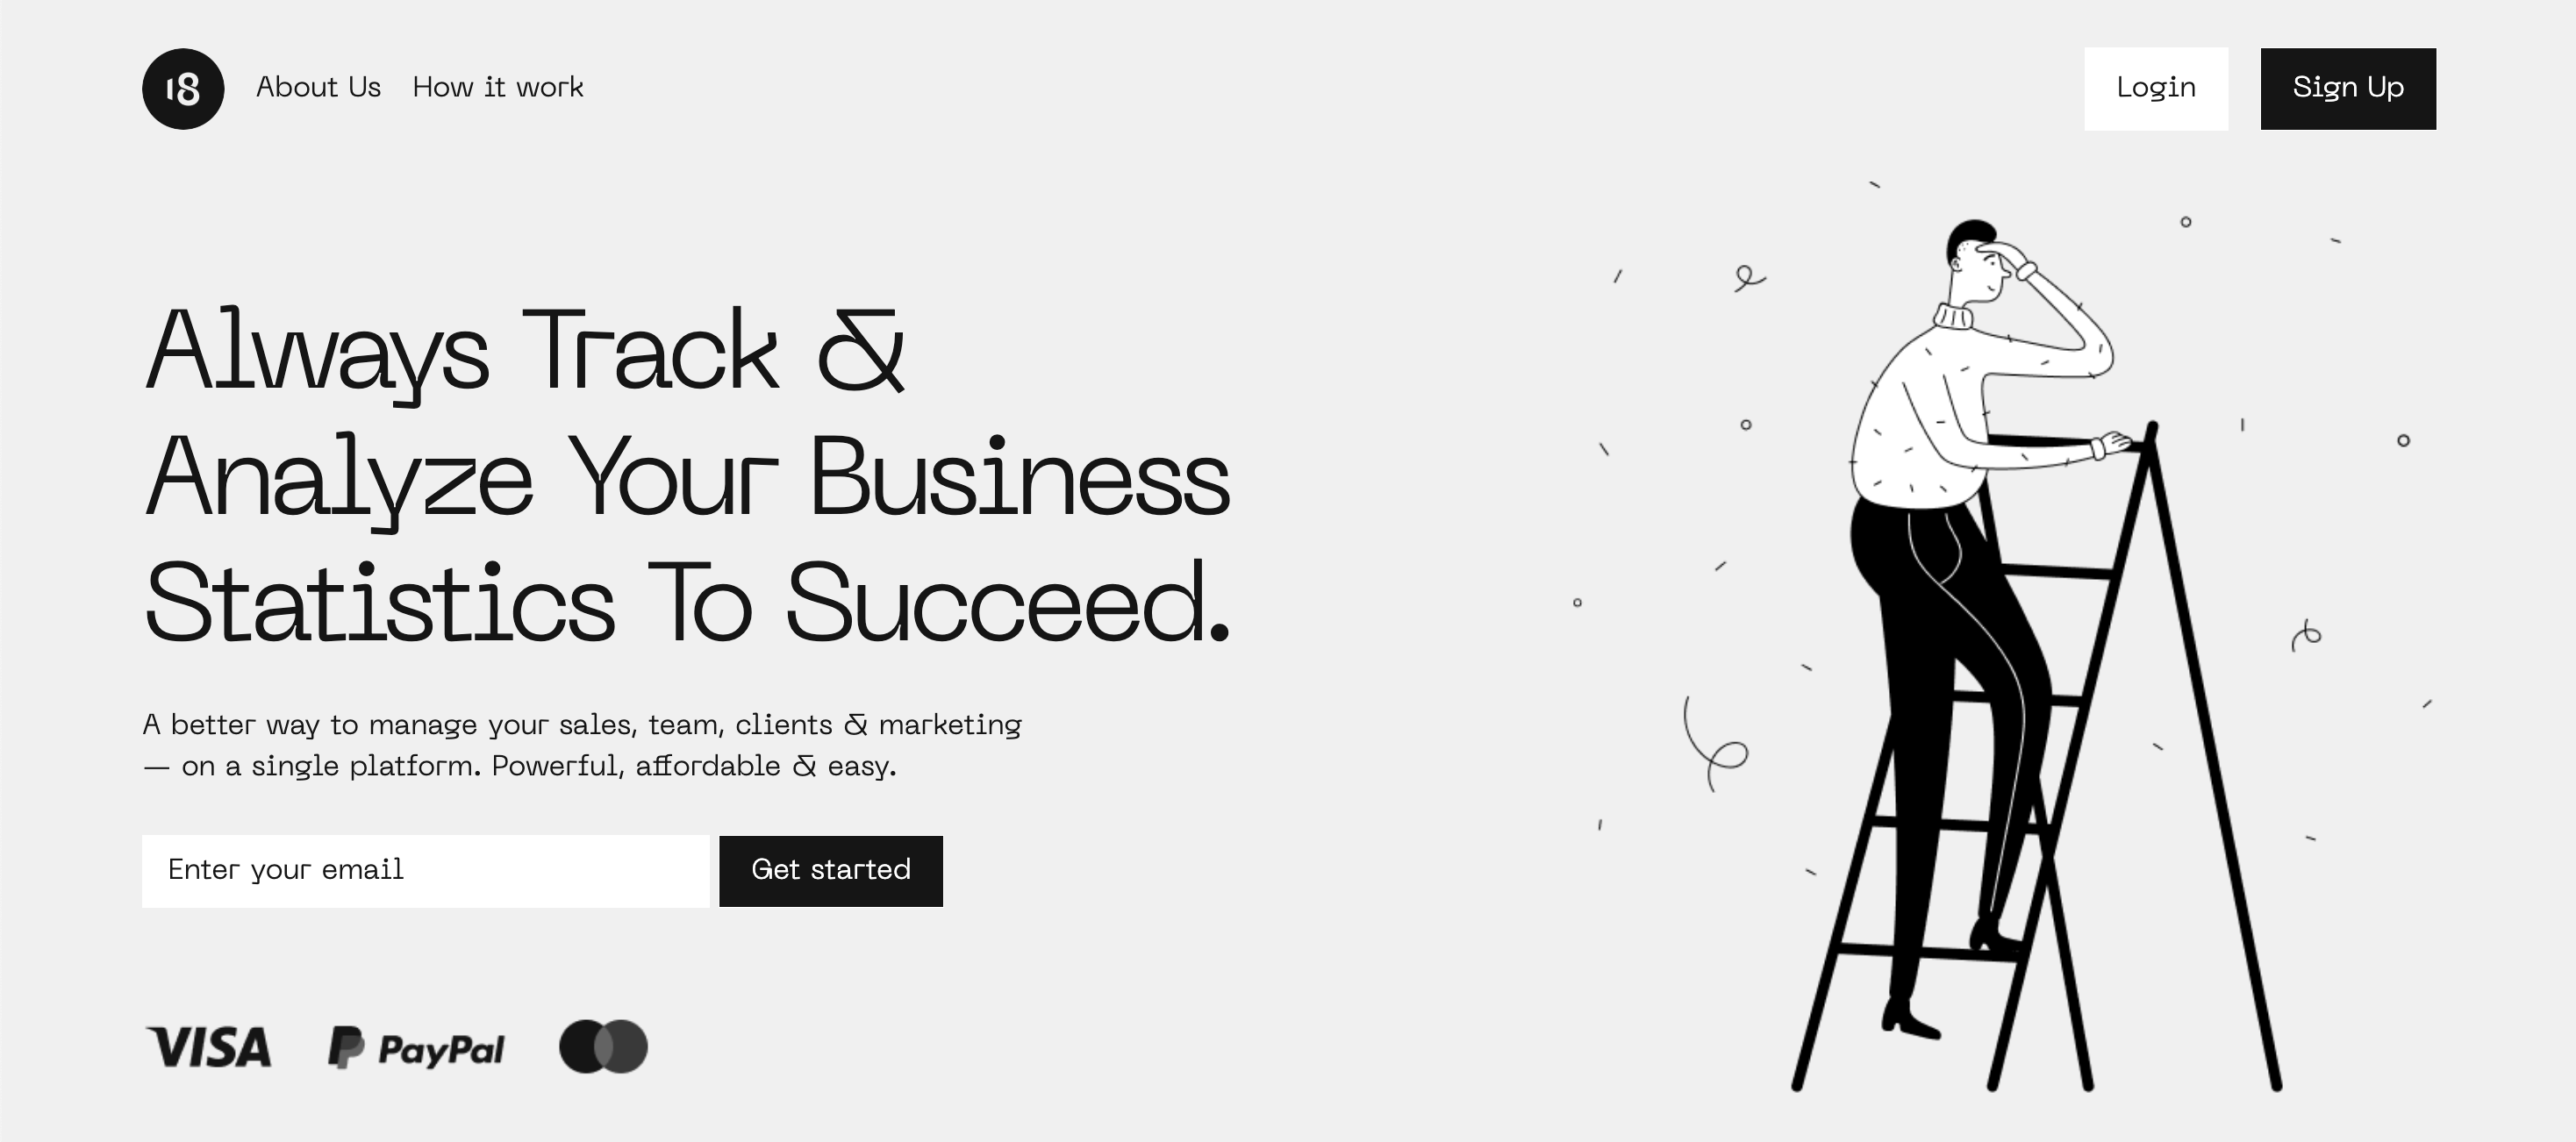 18
About Us
How it work
Login
Sign Up
Always Track &
Analyze Your Business
Statistics To Succeed.
A better way to manage your sales, team, clients & marketing
— on a single platform. Powerful, affordable & easy.
Enter your email
Get started
VISA
PayPal